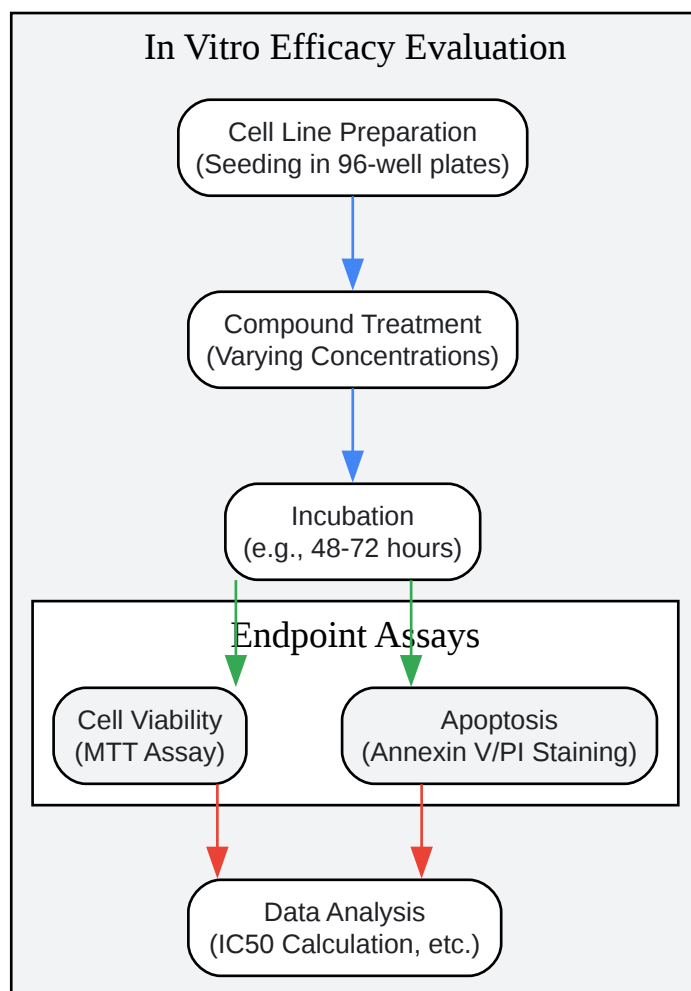 In Vitro Efficacy Evaluation
Cell Line Preparation
(Seeding in 96-well plates)
Compound Treatment
(Varying Concentrations)
Incubation
(e.g., 48-72 hours)
Endpoint Assays
Cell Viability
(MTT Assay)
Apoptosis
(Annexin V/PI Staining)
Data Analysis
(IC50 Calculation, etc.)